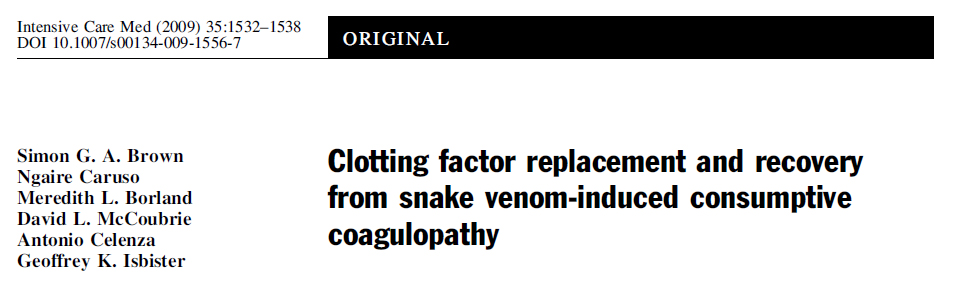 Intensive Care Med (2009) 35:1532–1538
DOI 10.1007/s00134-009-1556-7
ORIGINAL
Simon G. A. Brown
Ngaire Caruso
Meredith L. Borland
David L. McCoubrie
Antonio Celenza
Geoffrey K. Isbister
Clotting factor replacement and recovery
from snake venom-induced consumptive
coagulopathy